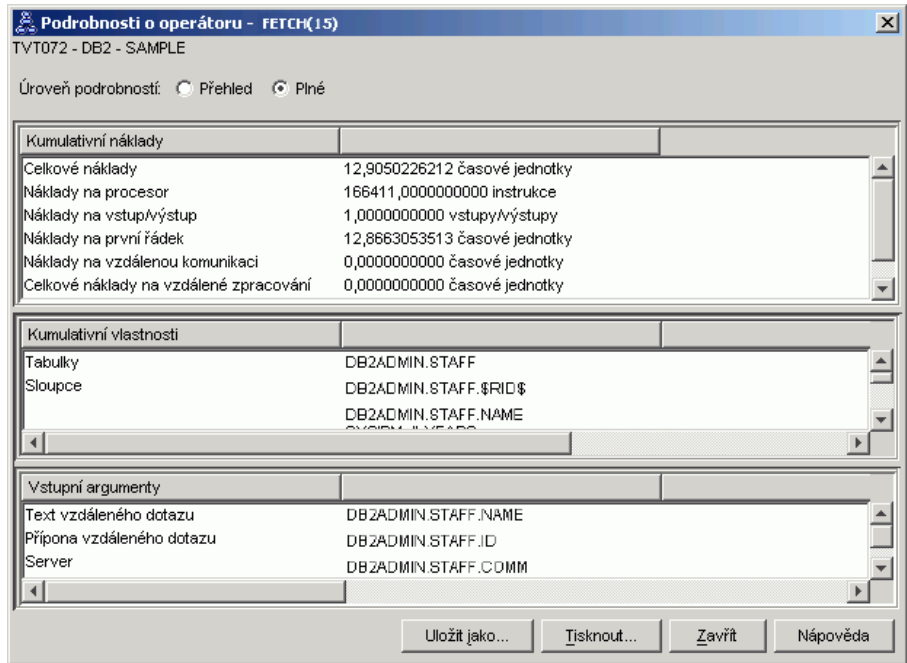 Podrobnosti o operátoru - FETCH(15)
TVT072 - DB2 - SAMPLE
Úroveň podrobností: Přehled Plné
Kumulativní náklady
Celkové náklady 12,9050226212 časové jednotky
Náklady na procesor 166411,0000000000 instrukce
Náklady na vstup/výstup 1,0000000000 vstupy/výstupy
Náklady na první řádek 12,8663053513 časové jednotky
Náklady na vzdálenou komunikaci 0,0000000000 časové jednotky
Celkové náklady na vzdálené zpracování 0,0000000000 časové jednotky
Kumulativní vlastnosti
Tabulky DB2ADMIN.STAFF
Sloupce DB2ADMIN.STAFF.$RID$
DB2ADMIN.STAFF.NAME
Vstupní argumenty
Text vzdáleného dotazu DB2ADMIN.STAFF.NAME
Přípona vzdáleného dotazu DB2ADMIN.STAFF.ID
Server DB2ADMIN.STAFF.COMM
Uložit jako... Tisknout... Zavřít Nápověda